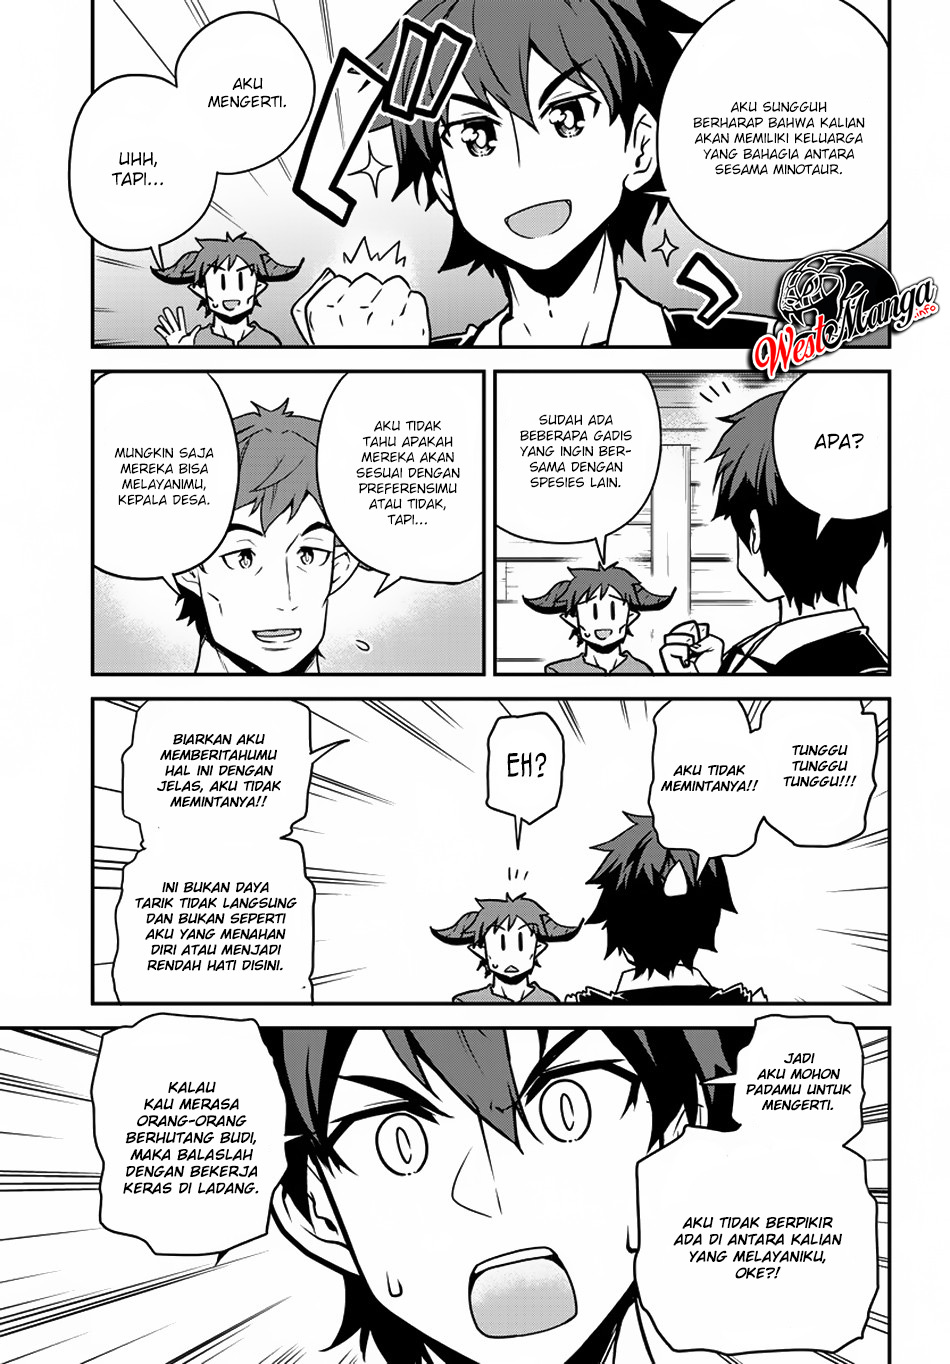 AKU SUNGGUH
BERHARAP BAHWA KALIAN
AKAN MEMILIKI KELUARGA
YANG BAHAGIA ANTARA
SESAMA MINOTAUR.
AKU
MENGERTI.
UHH,
TAPI...
WestManga
.info
APA?
SUDAH ADA
BEBERAPA GADIS
YANG INGIN BER-
SAMA DENGAN
SPESIES LAIN.
AKU TIDAK
TAHU APAKAH
MEREKA AKAN
SESUAI DENGAN
PREFERENSIMU
ATAU TIDAK,
TAPI...
MUNGKIN SAJA
MEREKA BISA
MELAYANIMU,
KEPALA DESA.
TUNGGU
TUNGGU
TUNGGU!!!
AKU TIDAK
MEMINTANYA!!
EH?
BIARKAN AKU
MEMBERITAHUMU
HAL INI DENGAN
JELAS, AKU TIDAK
MEMINTANYA!!
INI BUKAN DAYA
TARIK TIDAK LANGSUNG
DAN BUKAN SEPERTI
AKU YANG MENAHAN
DIRI ATAU MENJADI
RENDAH HATI DISINI.
JADI
AKU MOHON
PADAMU UNTUK
MENGERTI.
AKU TIDAK BERPIKIR
ADA DI ANTARA KALIAN
YANG MELAYANIKU,
OKE?!
KALAU
KAU MERASA
ORANG-ORANG
BERHUTANG BUDI,
MAKA BALASLAH
DENGAN BEKERJA
KERAS DI LADANG.